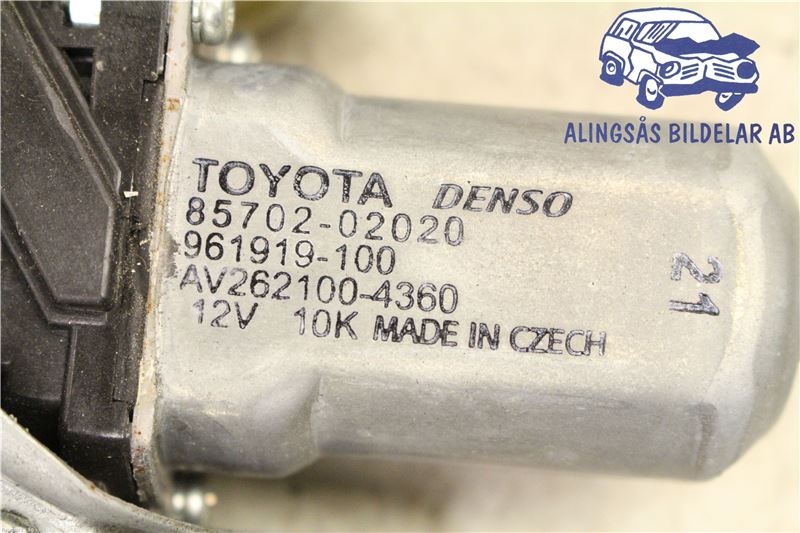 ALINGSÅS BILDELAR AB
TOYOTA DENSO
85702-02020
961919-100
AV262100-4360
12V 10K MADE IN CZECH
21